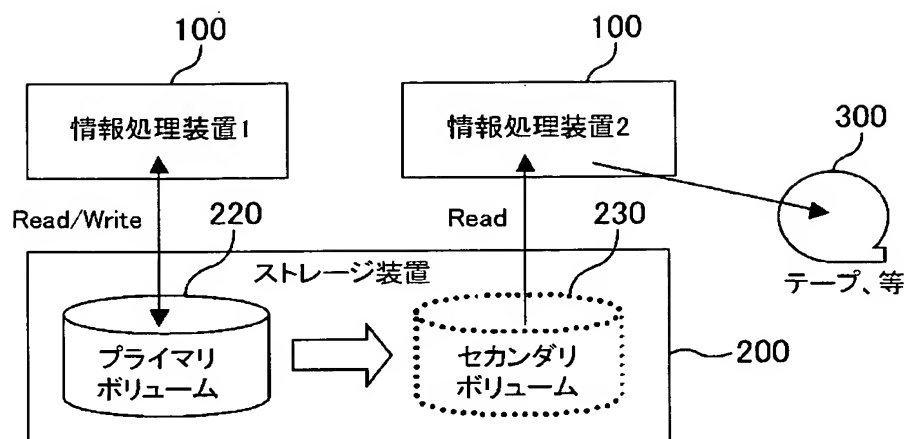 100
100
情報処理装置1
情報処理装置2
300
Read/Write
220
Read
230
ストレージ装置
テープ、等
プライマリ
ボリューム
セカンダリ
ボリューム
200